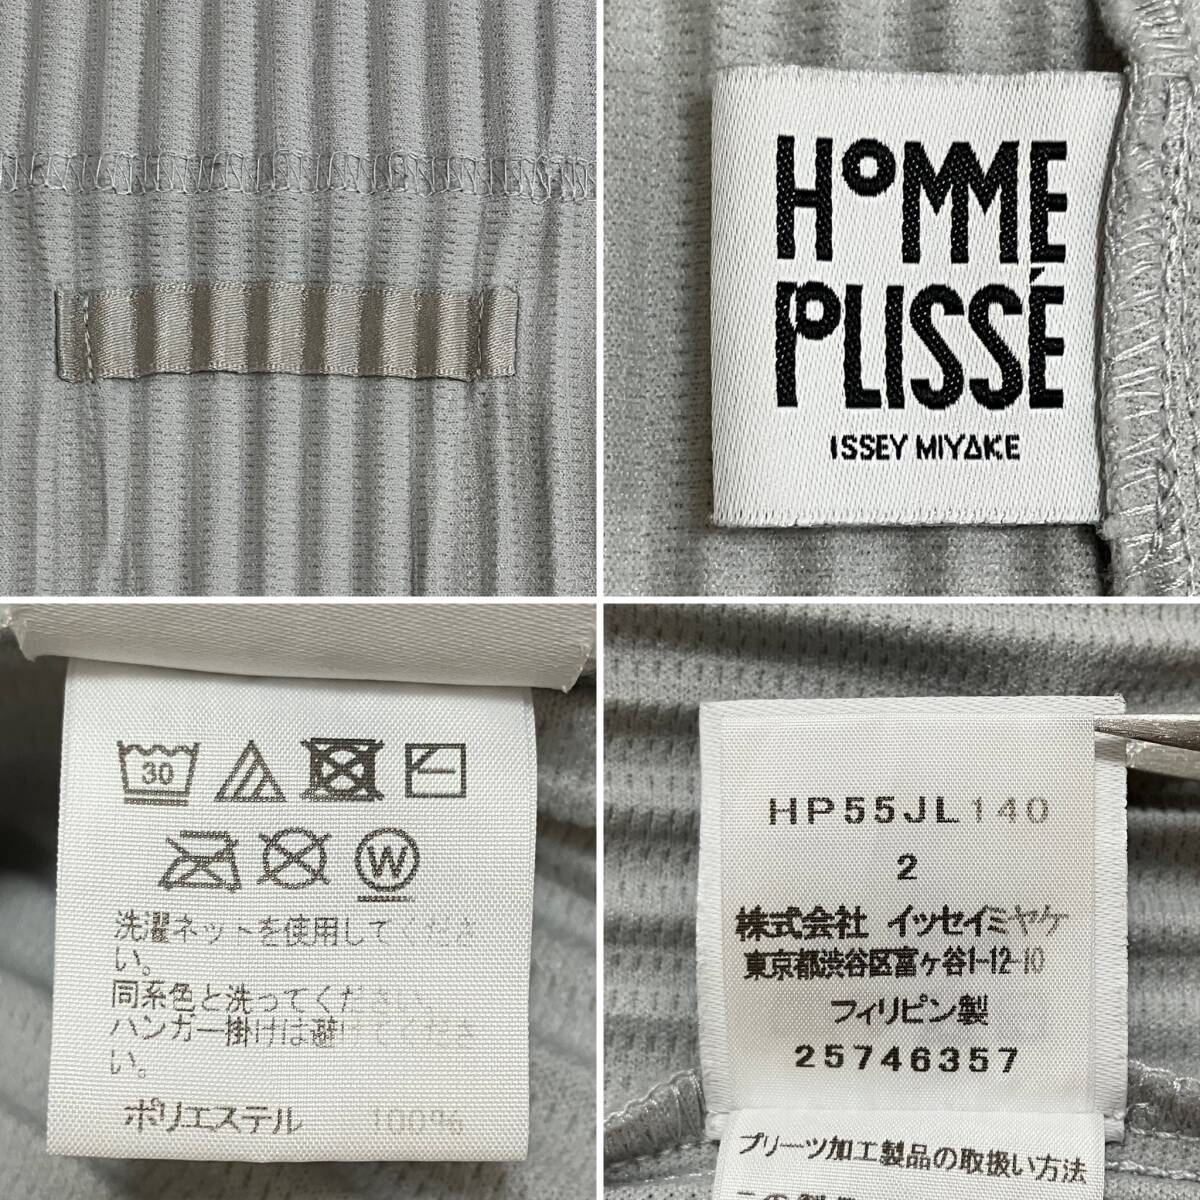 HOMME
PLISSÉ
ISSEY MIYAKE
30
W
洗濯ネットを使用してくださ
い。
同系色と洗ってください。
ハンガー掛けは避けてくださ
い。
ポリエステル 100%
HP55JL140
2
株式会社 イッセイミヤケ
東京都渋谷区富ヶ谷1-12-10
フィリピン製
25746357
プリーツ加工製品の取扱い方法